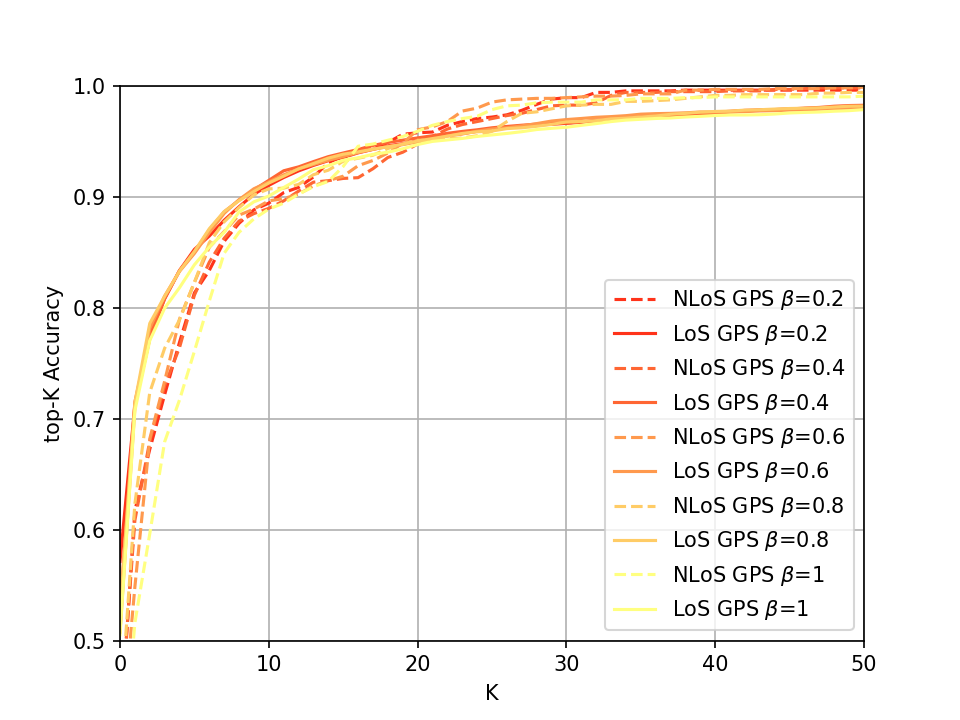 1.0
0.9
0.8
0.7
0.6
0.5
top-K Accuracy
NLoS GPS β=0.2
LoS GPS β=0.2
NLoS GPS β=0.4
LoS GPS β=0.4
NLoS GPS β=0.6
LoS GPS β=0.6
NLoS GPS β=0.8
LoS GPS β=0.8
NLoS GPS β=1
LoS GPS β=1
0 10 20 30 40 50
K